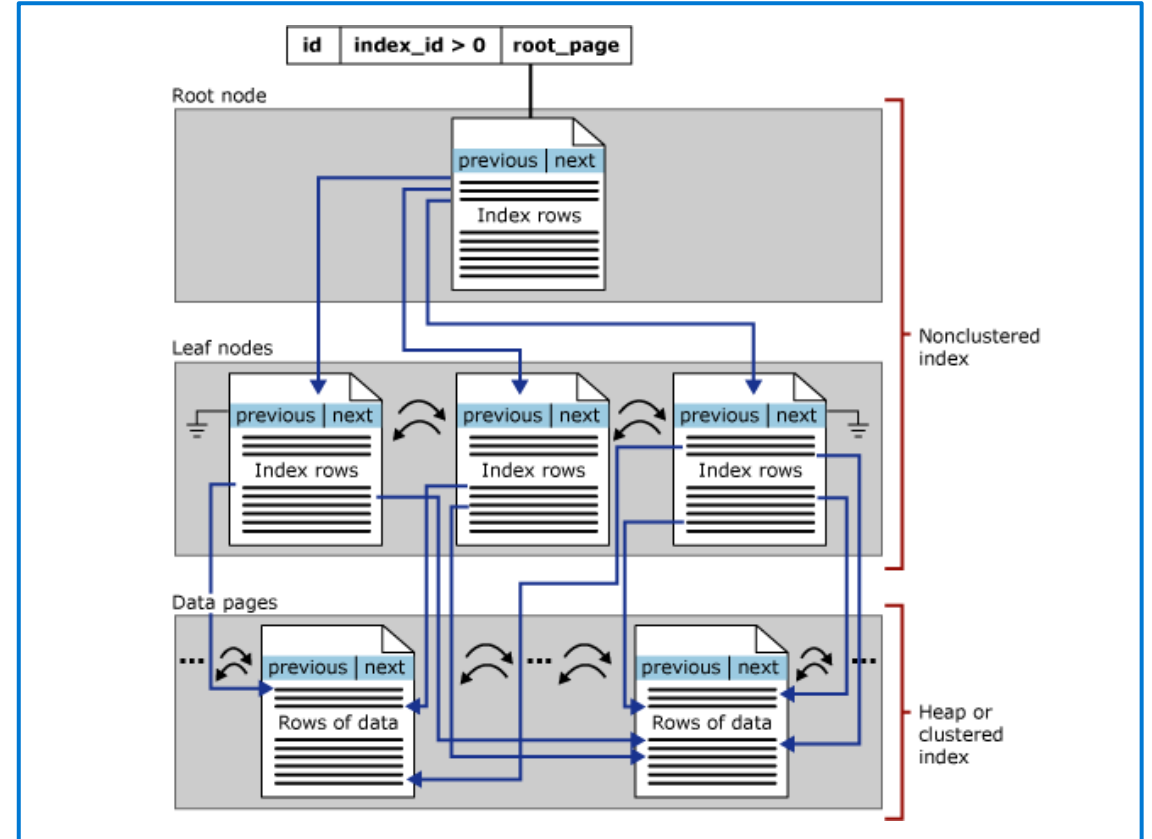 id index_id > 0 root_page
Root node
previous next
Index rows
Nonclustered
index
Leaf nodes
previous next previous next previous next
Index rows Index rows Index rows
Data pages
... ... ...
previous next previous next
Rows of data Rows of data
Heap or
clustered
index